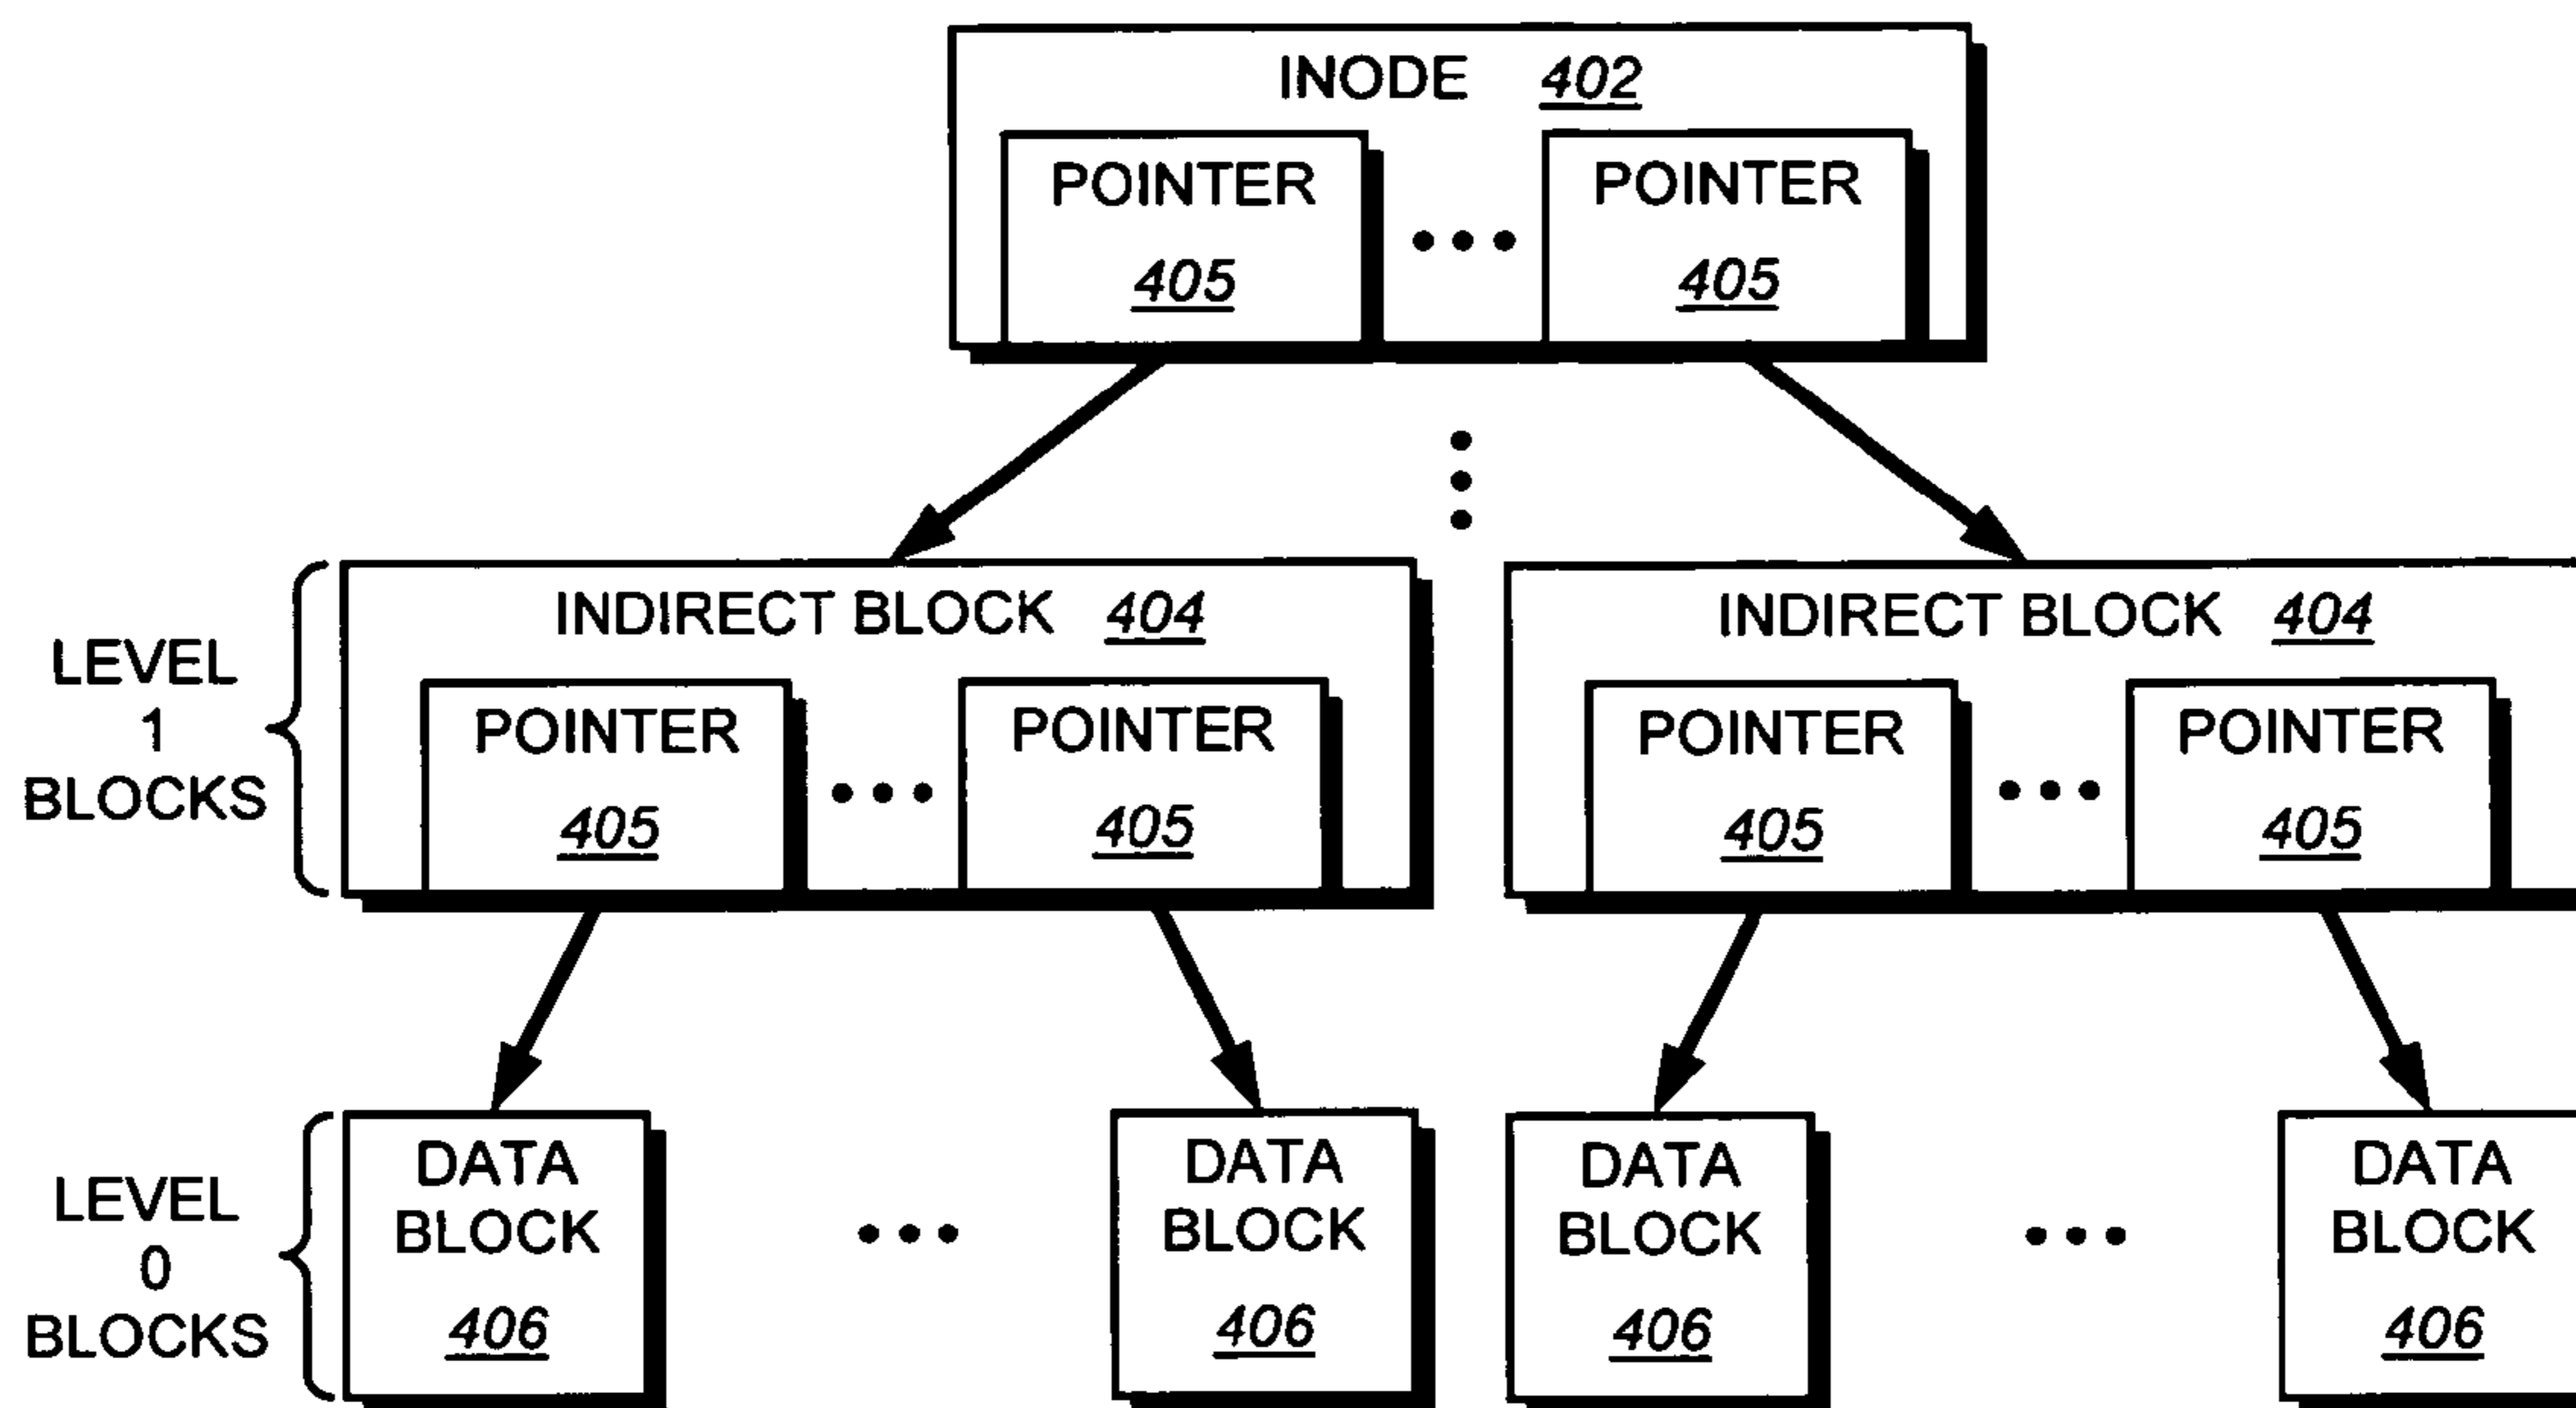 INODE 402
POINTER POINTER
405 405
INDIRECT BLOCK 404 INDIRECT BLOCK 404
LEVEL
1
BLOCKS
POINTER POINTER POINTER POINTER
405 405 405 405
LEVEL
0
BLOCKS
DATA
BLOCK
406
DATA
BLOCK
406
DATA
BLOCK
406
DATA
BLOCK
406